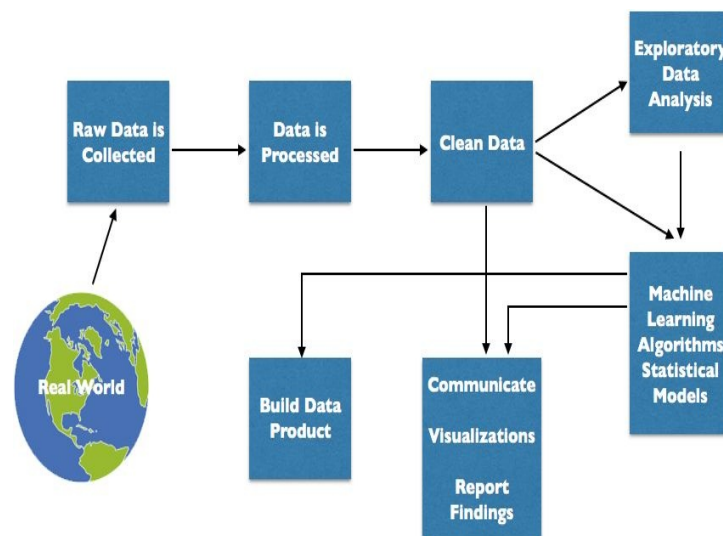 Exploratory
Data
Analysis
Raw Data is
Collected
Data is
Processed
Clean Data
Machine
Learning
Algorithms
Statistical
Models
Real World
Build Data
Product
Communicate
Visualizations
Report
Findings